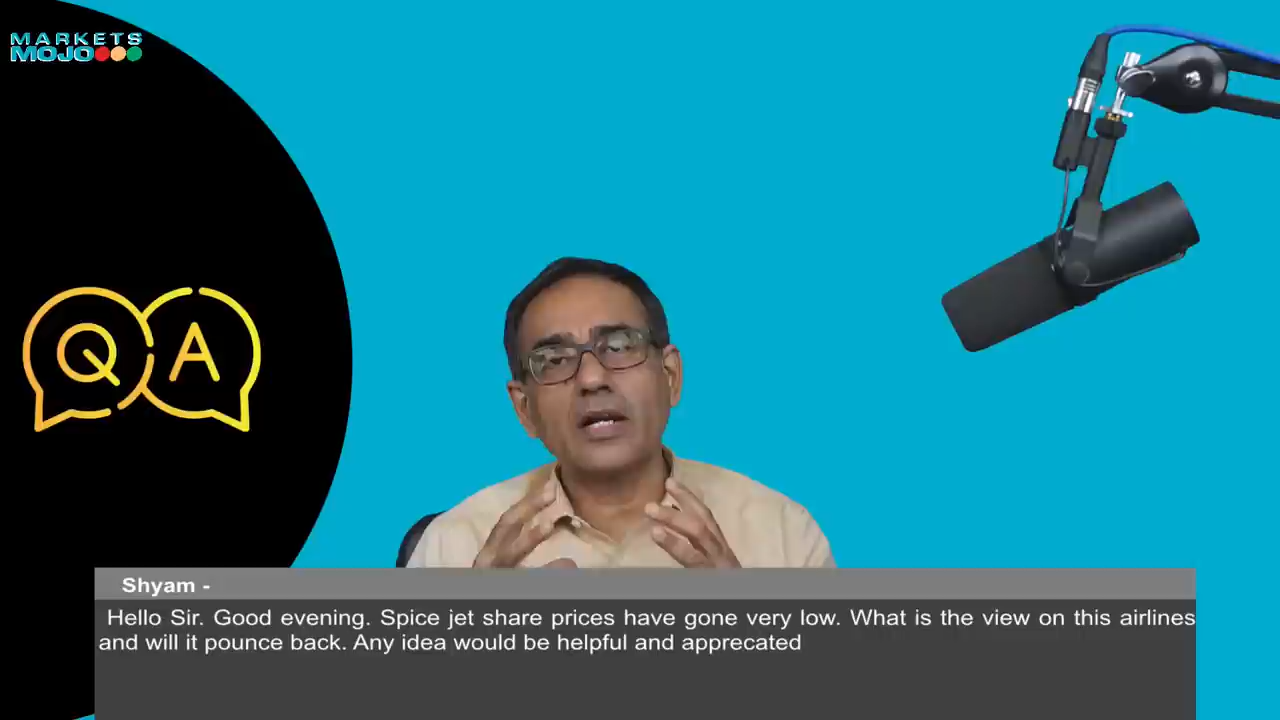 MARKETS
MOJO
Q A
Shyam -
Hello Sir. Good evening. Spice jet share prices have gone very low. What is the view on this airlines
and will it pounce back. Any idea would be helpful and apprecated